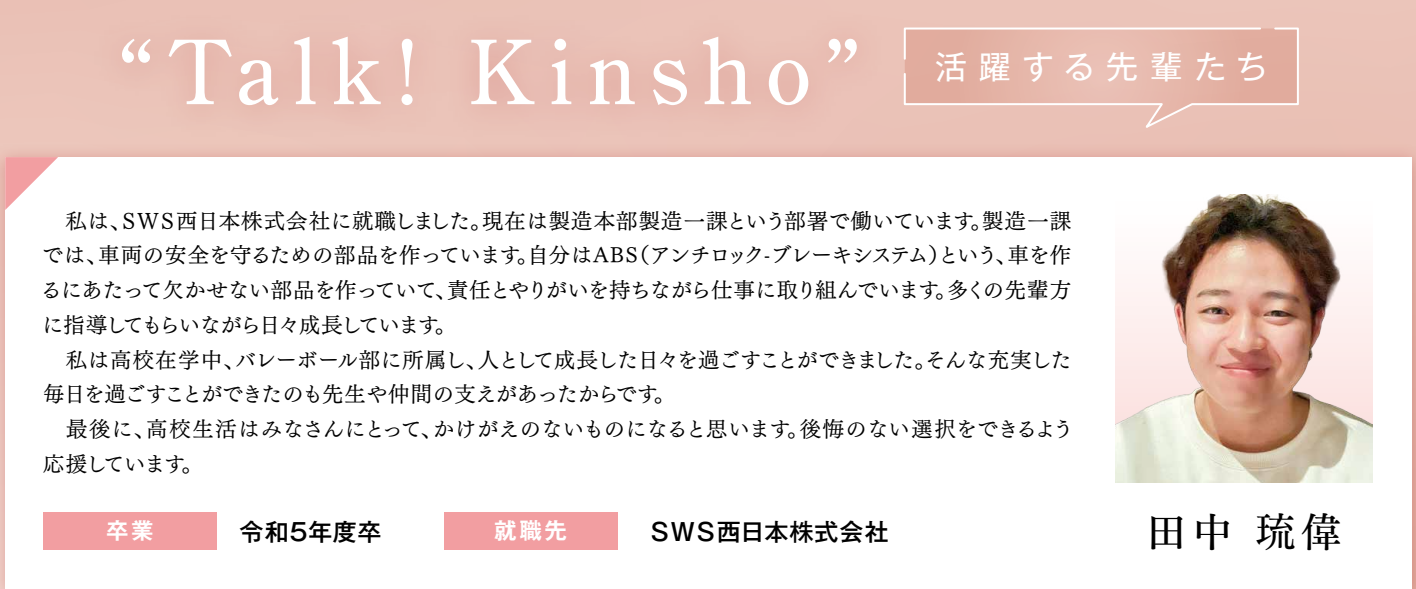 “Talk! Kinsho”
活躍する先輩たち
　私は、SWS西日本株式会社に就職しました。現在は製造本部製造一課という部署で働いています。製造一課
では、車両の安全を守るための部品を作っています。自分はABS(アンチロック-ブレーキシステム)という、車を作
るにあたって欠かせない部品を作っていて、責任とやりがいを持ちながら仕事に取り組んでいます。多くの先輩方
に指導してもらいながら日々成長しています。
　私は高校在学中、バレーボール部に所属し、人として成長した日々を過ごすことができました。そんな充実した
毎日を過ごすことができたのも先生や仲間の支えがあったからです。
　最後に、高校生活はみなさんにとって、かけがえのないものになると思います。後悔のない選択をできるよう
応援しています。
卒業 令和5年度卒 就職先 SWS西日本株式会社
田中 琉偉